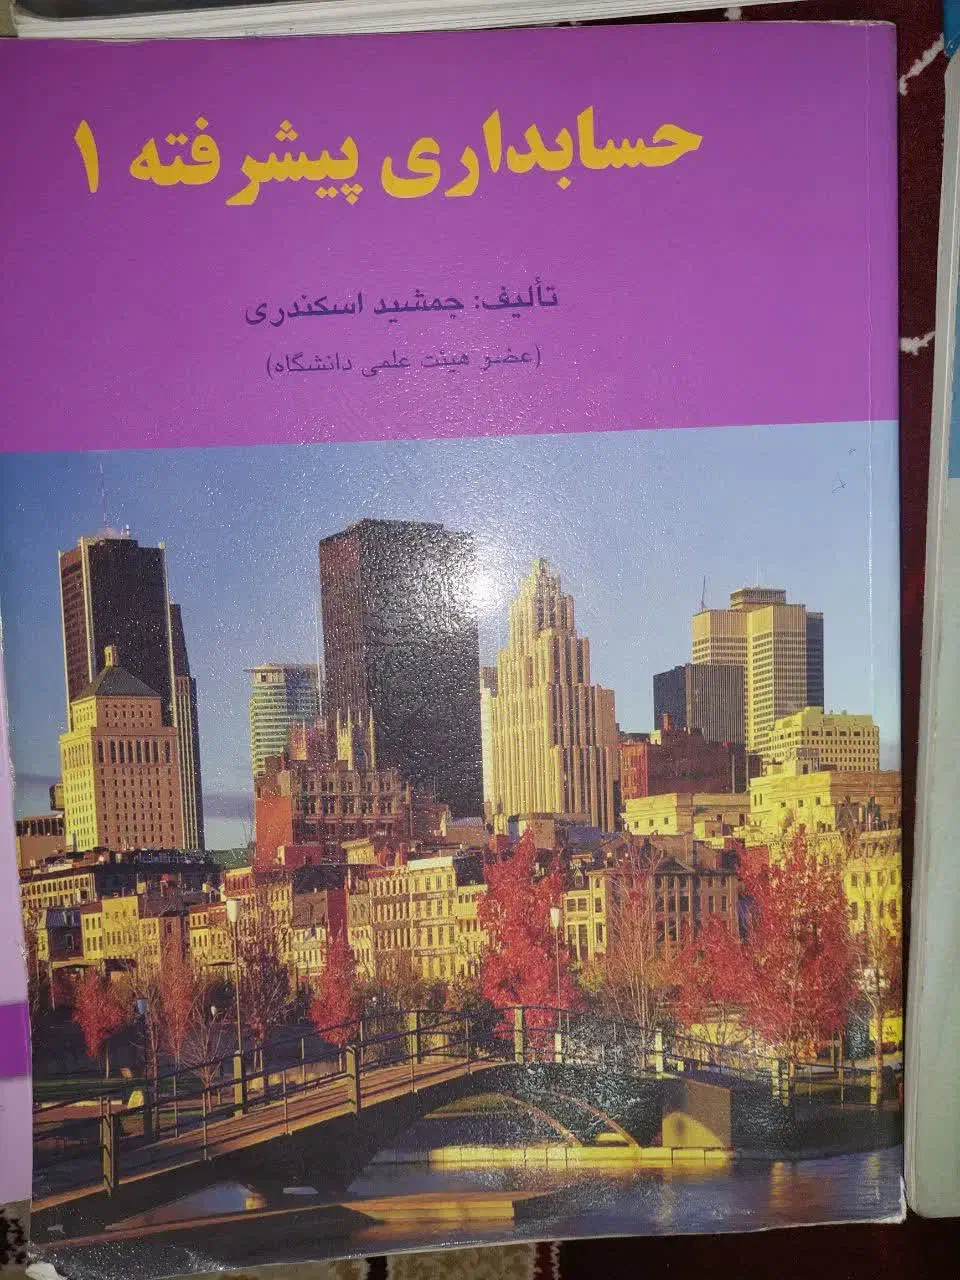 حسابداری پیشرفته ۱
تألیف: جمشید اسکندری
(عضو هیئت علمی دانشگاه)